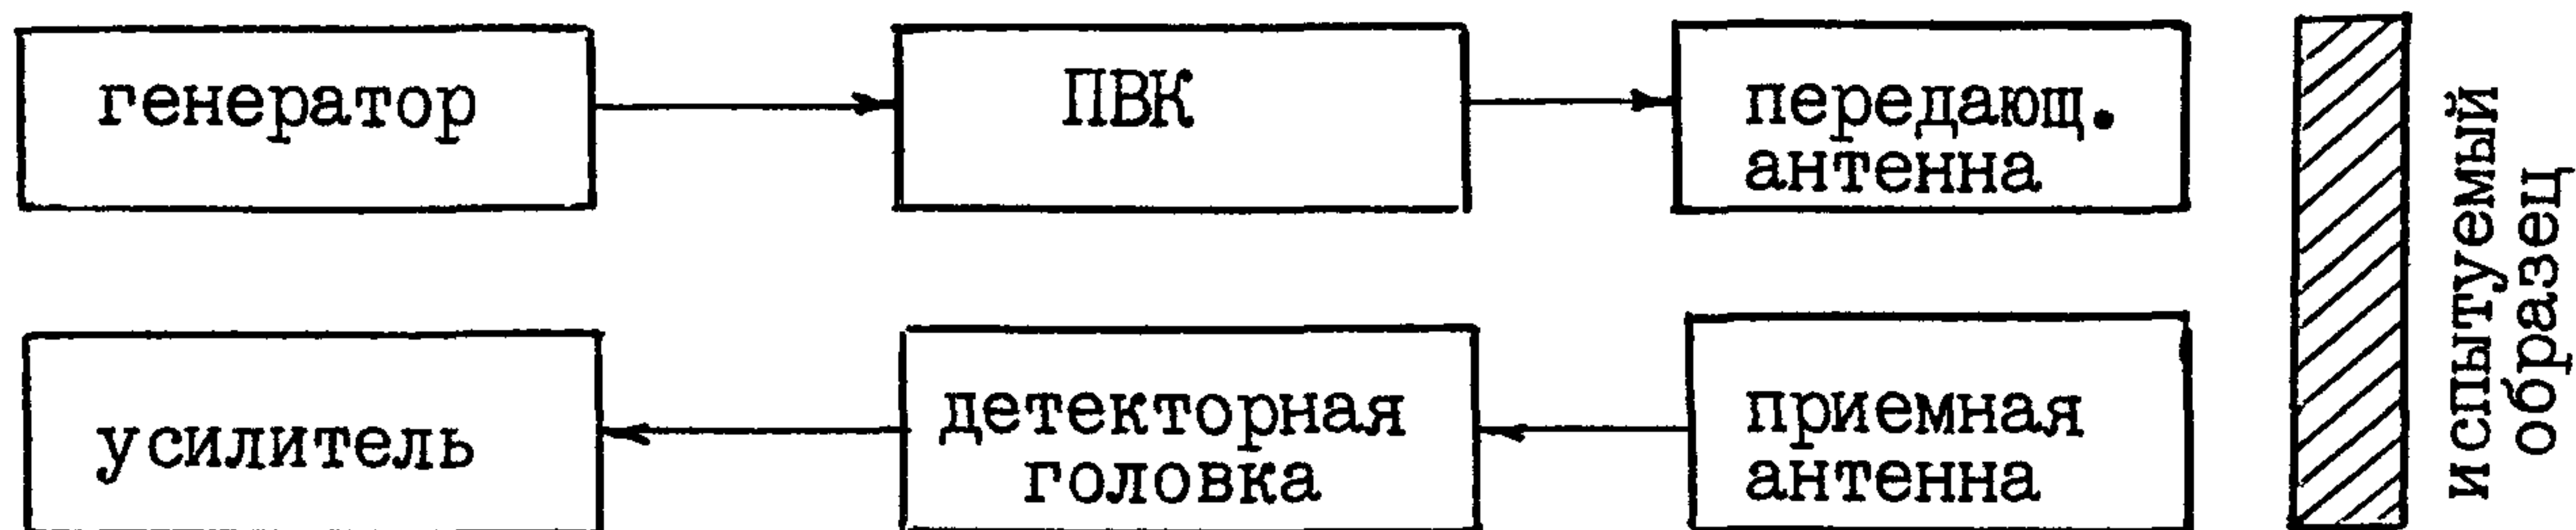 генератор
ПВК
передающ.
антенна
испытуемый
образец
усилитель
детекторная
головка
приемная
антенна